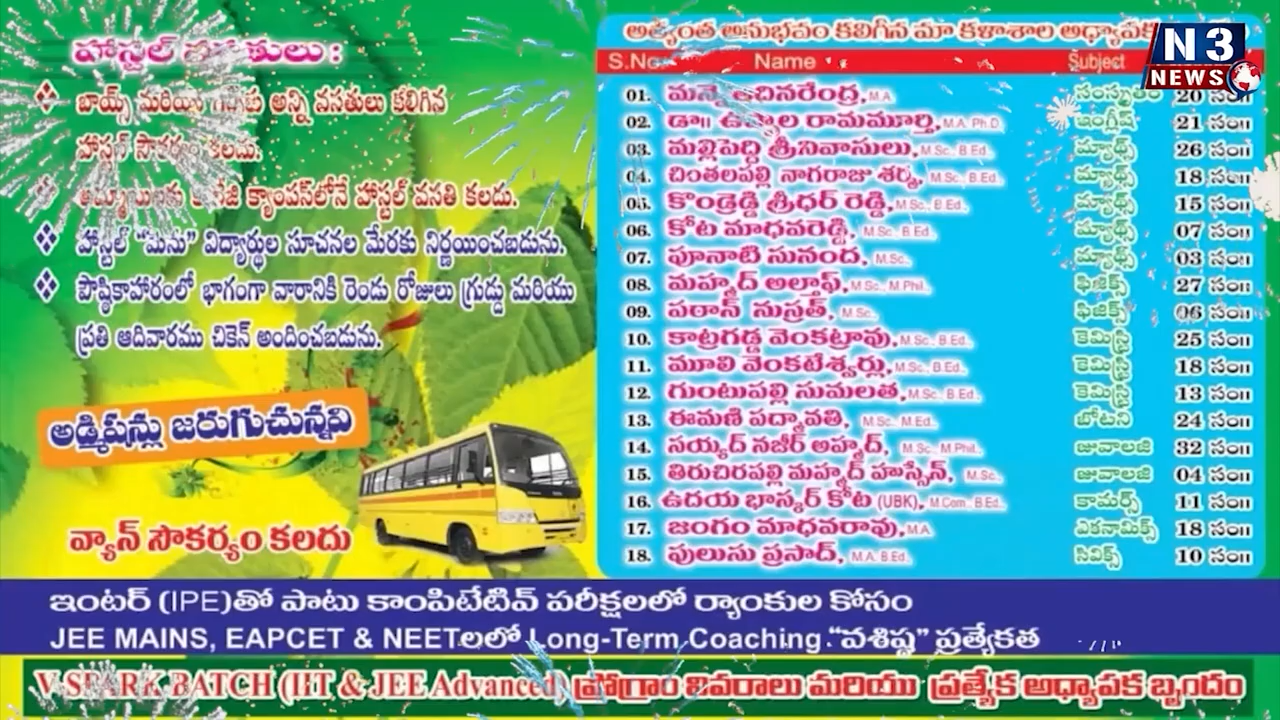 హాస్టల్ వసతులు :
బాయ్స్ మరియు గర్ల్స్‌కు అన్ని వసతులు కలిగిన
హాస్టల్ సౌకర్యం కలదు.
కాలేజి క్యాంపస్‌లోనే హాస్టల్ వసతి కలదు.
హాస్టల్ "మెను" విద్యార్థుల సూచనల మేరకు నిర్ణయించబడును.
పౌష్ఠికాహారంలో భాగంగా వారానికి రెండు రోజులు గ్రుడ్డు మరియు
ప్రతి ఆదివారము చికెన్ అందించబడును.
అడ్మిషన్లు జరుగుచున్నవి
వ్యాన్ సౌకర్యం కలదు
అత్యంత అనుభవం కలిగిన మా కళాశాల అధ్యాపక
N3
NEWS
S.No Name Subject
01. మన్నె ఆదినరేంద్ర, M.A. సంస్కృతం 20 సం॥
02. డా॥ ఉప్పాల రామమూర్తి, M.A. Ph.D. ఇంగ్లీష్ 21 సం॥
03. మల్లిపెద్ది శ్రీనివాసులు, M.Sc., B.Ed. మ్యాథ్స్ 26 సం॥
04. చింతలపల్లి నాగరాజు శర్మ, M.Sc., B.Ed. మ్యాథ్స్ 18 సం॥
05. కొండ్రెడ్డి శ్రీధర్ రెడ్డి, M.Sc., B.Ed., మ్యాథ్స్ 15 సం॥
06. కోట మాధవరెడ్డి, M.Sc., B.Ed. మ్యాథ్స్ 07 సం॥
07. పూనాటి సునంద, M.Sc. మ్యాథ్స్ 03 సం॥
08. మహ్మద్ అల్తాఫ్, M.Sc., M.Phil., ఫిజిక్స్ 27 సం॥
09. పఠాన్ నుస్రత్, M.Sc. ఫిజిక్స్ 06 సం॥
10. కాట్రగడ్డ వెంకట్రావు, M.Sc., B.Ed., కెమిస్ట్రి 25 సం॥
11. మూలి వెంకటేశ్వర్లు, M.Sc., B.Ed., కెమిస్ట్రి 18 సం॥
12. గుంటుపల్లి సుమలత, M.Sc., B.Ed., కెమిస్ట్రి 13 సం॥
13. ఈమణి పద్మావతి, M.Sc., M.Ed., బోటని 24 సం॥
14. సయ్యద్ నజీర్ అహ్మద్, M.Sc., M.Phil., జువాలజి 32 సం॥
15. తిరుచిరపల్లి మహ్మద్ హుస్సేన్, M.Sc., జువాలజి 04 సం॥
16. ఉదయ భాస్కర్ కోట (UBK), M.Com., B.Ed., కామర్స్ 11 సం॥
17. జంగం మాధవరావు, M.A. ఎకనామిక్స్ 18 సం॥
18. పులుసు ప్రసాద్, M.A. B.Ed. సివిక్స్ 10 సం॥
ఇంటర్ (IPE)తో పాటు కాంపిటేటివ్ పరీక్షలలో ర్యాంకుల కోసం
JEE MAINS, EAPCET & NEETలలో Long-Term Coaching "వశిష్ఠ" ప్రత్యేకత
V SPARK BATCH (IIT & JEE Advanced) ప్రోగ్రాం వివరాలు మరియు ప్రత్యేక అధ్యాపక బృందం